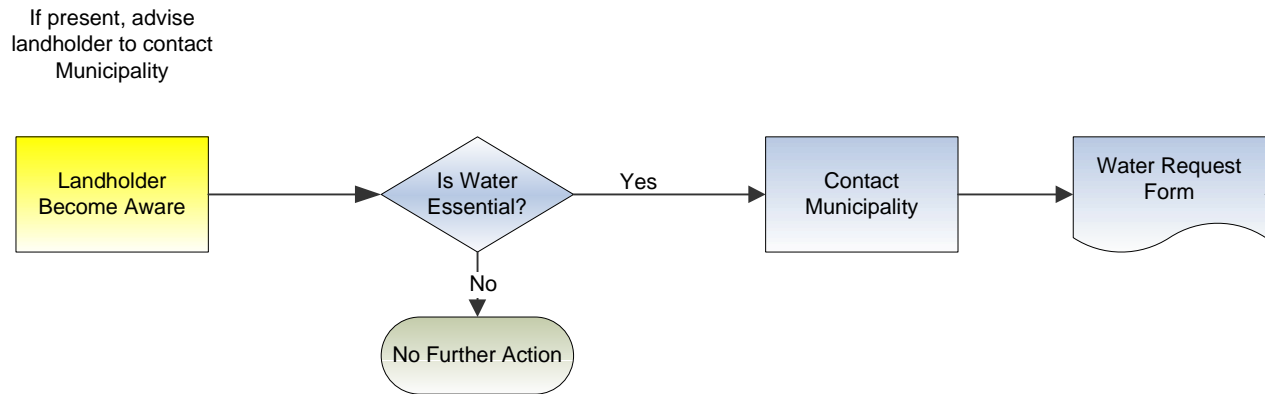 If present, advise
landholder to contact
Municipality
Landholder
Become Aware
Is Water
Essential?
Yes
Contact
Municipality
Water Request
Form
No
No Further Action